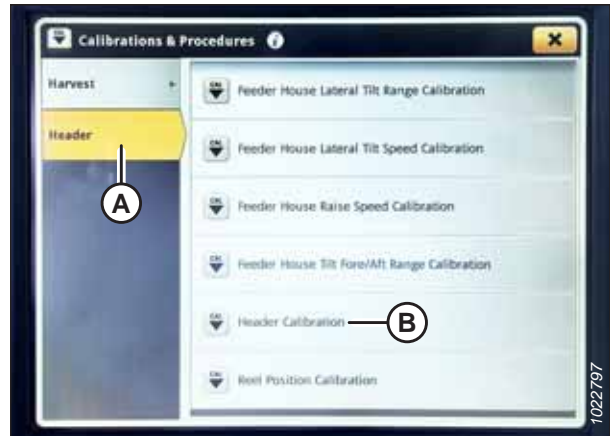 Calibrations & Procedures
Harvest
Header
A
Feeder House Lateral Tilt Range Calibration
Feeder House Lateral Tilt Speed Calibration
Feeder House Raise Speed Calibration
Feeder House Tilt Fore/Aft Range Calibration
Header Calibration
B
Reel Position Calibration
1022797